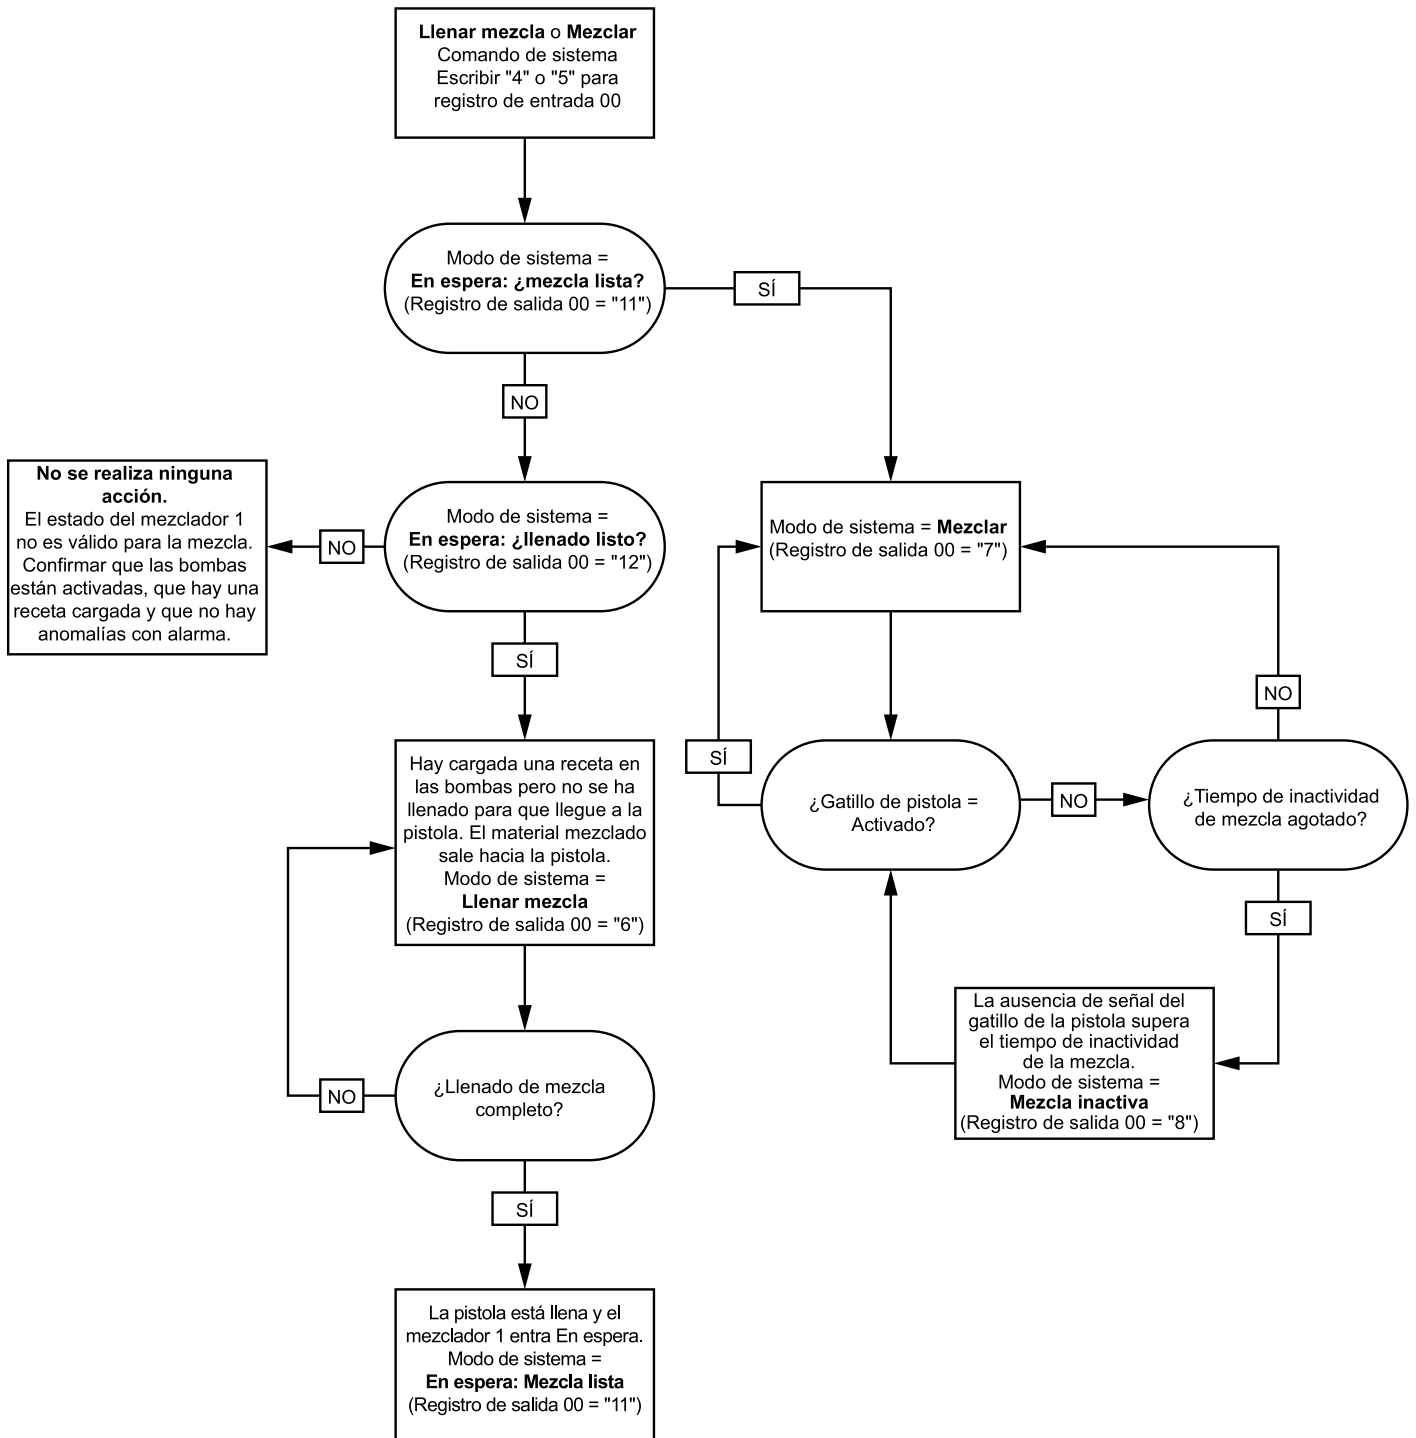 Llenar mezcla o Mezclar
Comando de sistema
Escribir "4" o "5" para
registro de entrada 00
Modo de sistema =
En espera: ¿mezcla lista?
(Registro de salida 00 = "11")
SÍ
NO
No se realiza ninguna
acción.
El estado del mezclador 1
no es válido para la mezcla.
Confirmar que las bombas
están activadas, que hay una
receta cargada y que no hay
anomalías con alarma.
NO
Modo de sistema =
En espera: ¿llenado listo?
(Registro de salida 00 = "12")
SÍ
Hay cargada una receta en
las bombas pero no se ha
llenado para que llegue a la
pistola. El material mezclado
sale hacia la pistola.
Modo de sistema =
Llenar mezcla
(Registro de salida 00 = "6")
¿Llenado de mezcla
completo?
NO
SÍ
La pistola está llena y el
mezclador 1 entra En espera.
Modo de sistema =
En espera: Mezcla lista
(Registro de salida 00 = "11")
Modo de sistema = Mezclar
(Registro de salida 00 = "7")
SÍ
¿Gatillo de pistola =
Activado?
NO
¿Tiempo de inactividad
de mezcla agotado?
NO
SÍ
La ausencia de señal del
gatillo de la pistola supera
el tiempo de inactividad
de la mezcla.
Modo de sistema =
Mezcla inactiva
(Registro de salida 00 = "8")